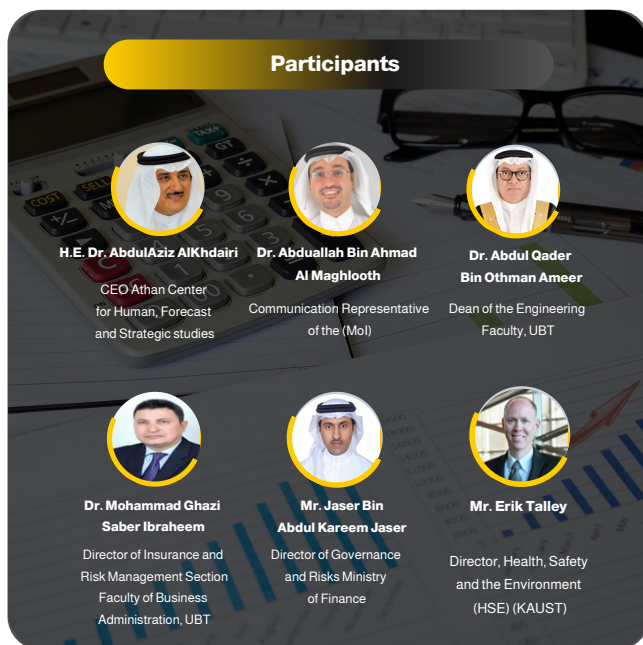 Participants
H.E. Dr. AbdulAziz AlKhdairi
CEO Athan Center
for Human, Forecast
and Strategic studies
Dr. Abduallah Bin Ahmad
Al Maghlooth
Communication Representative
of the (MoI)
Dr. Abdul Qader
Bin Othman Ameer
Dean of the Engineering
Faculty, UBT
Dr. Mohammad Ghazi
Saber Ibraheem
Director of Insurance and
Risk Management Section
Faculty of Business
Administration, UBT
Mr. Jaser Bin
Abdul Kareem Jaser
Director of Governance
and Risks Ministry
of Finance
Mr. Erik Talley
Director, Health, Safety
and the Environment
(HSE) (KAUST)
COST
SELL
TAX+
GT